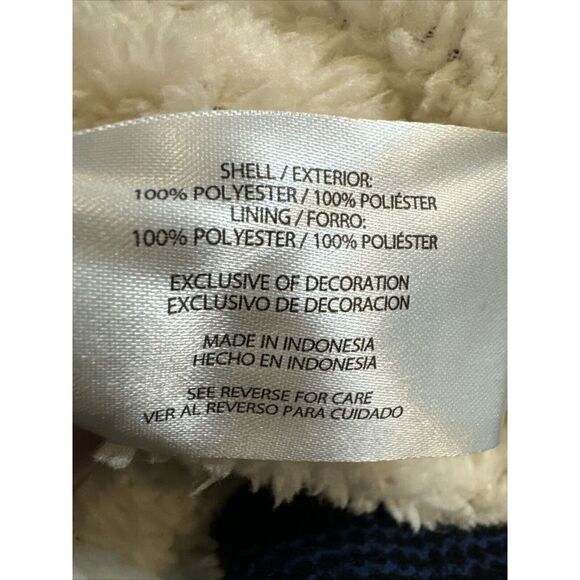 SHELL / EXTERIOR:
100% POLYESTER / 100% POLIÉSTER
LINING / FORRO:
100% POLYESTER / 100% POLIÉSTER
EXCLUSIVE OF DECORATION
EXCLUSIVO DE DECORACION
MADE IN INDONESIA
HECHO EN INDONESIA
SEE REVERSE FOR CARE
VER AL REVERSO PARA CUIDADO